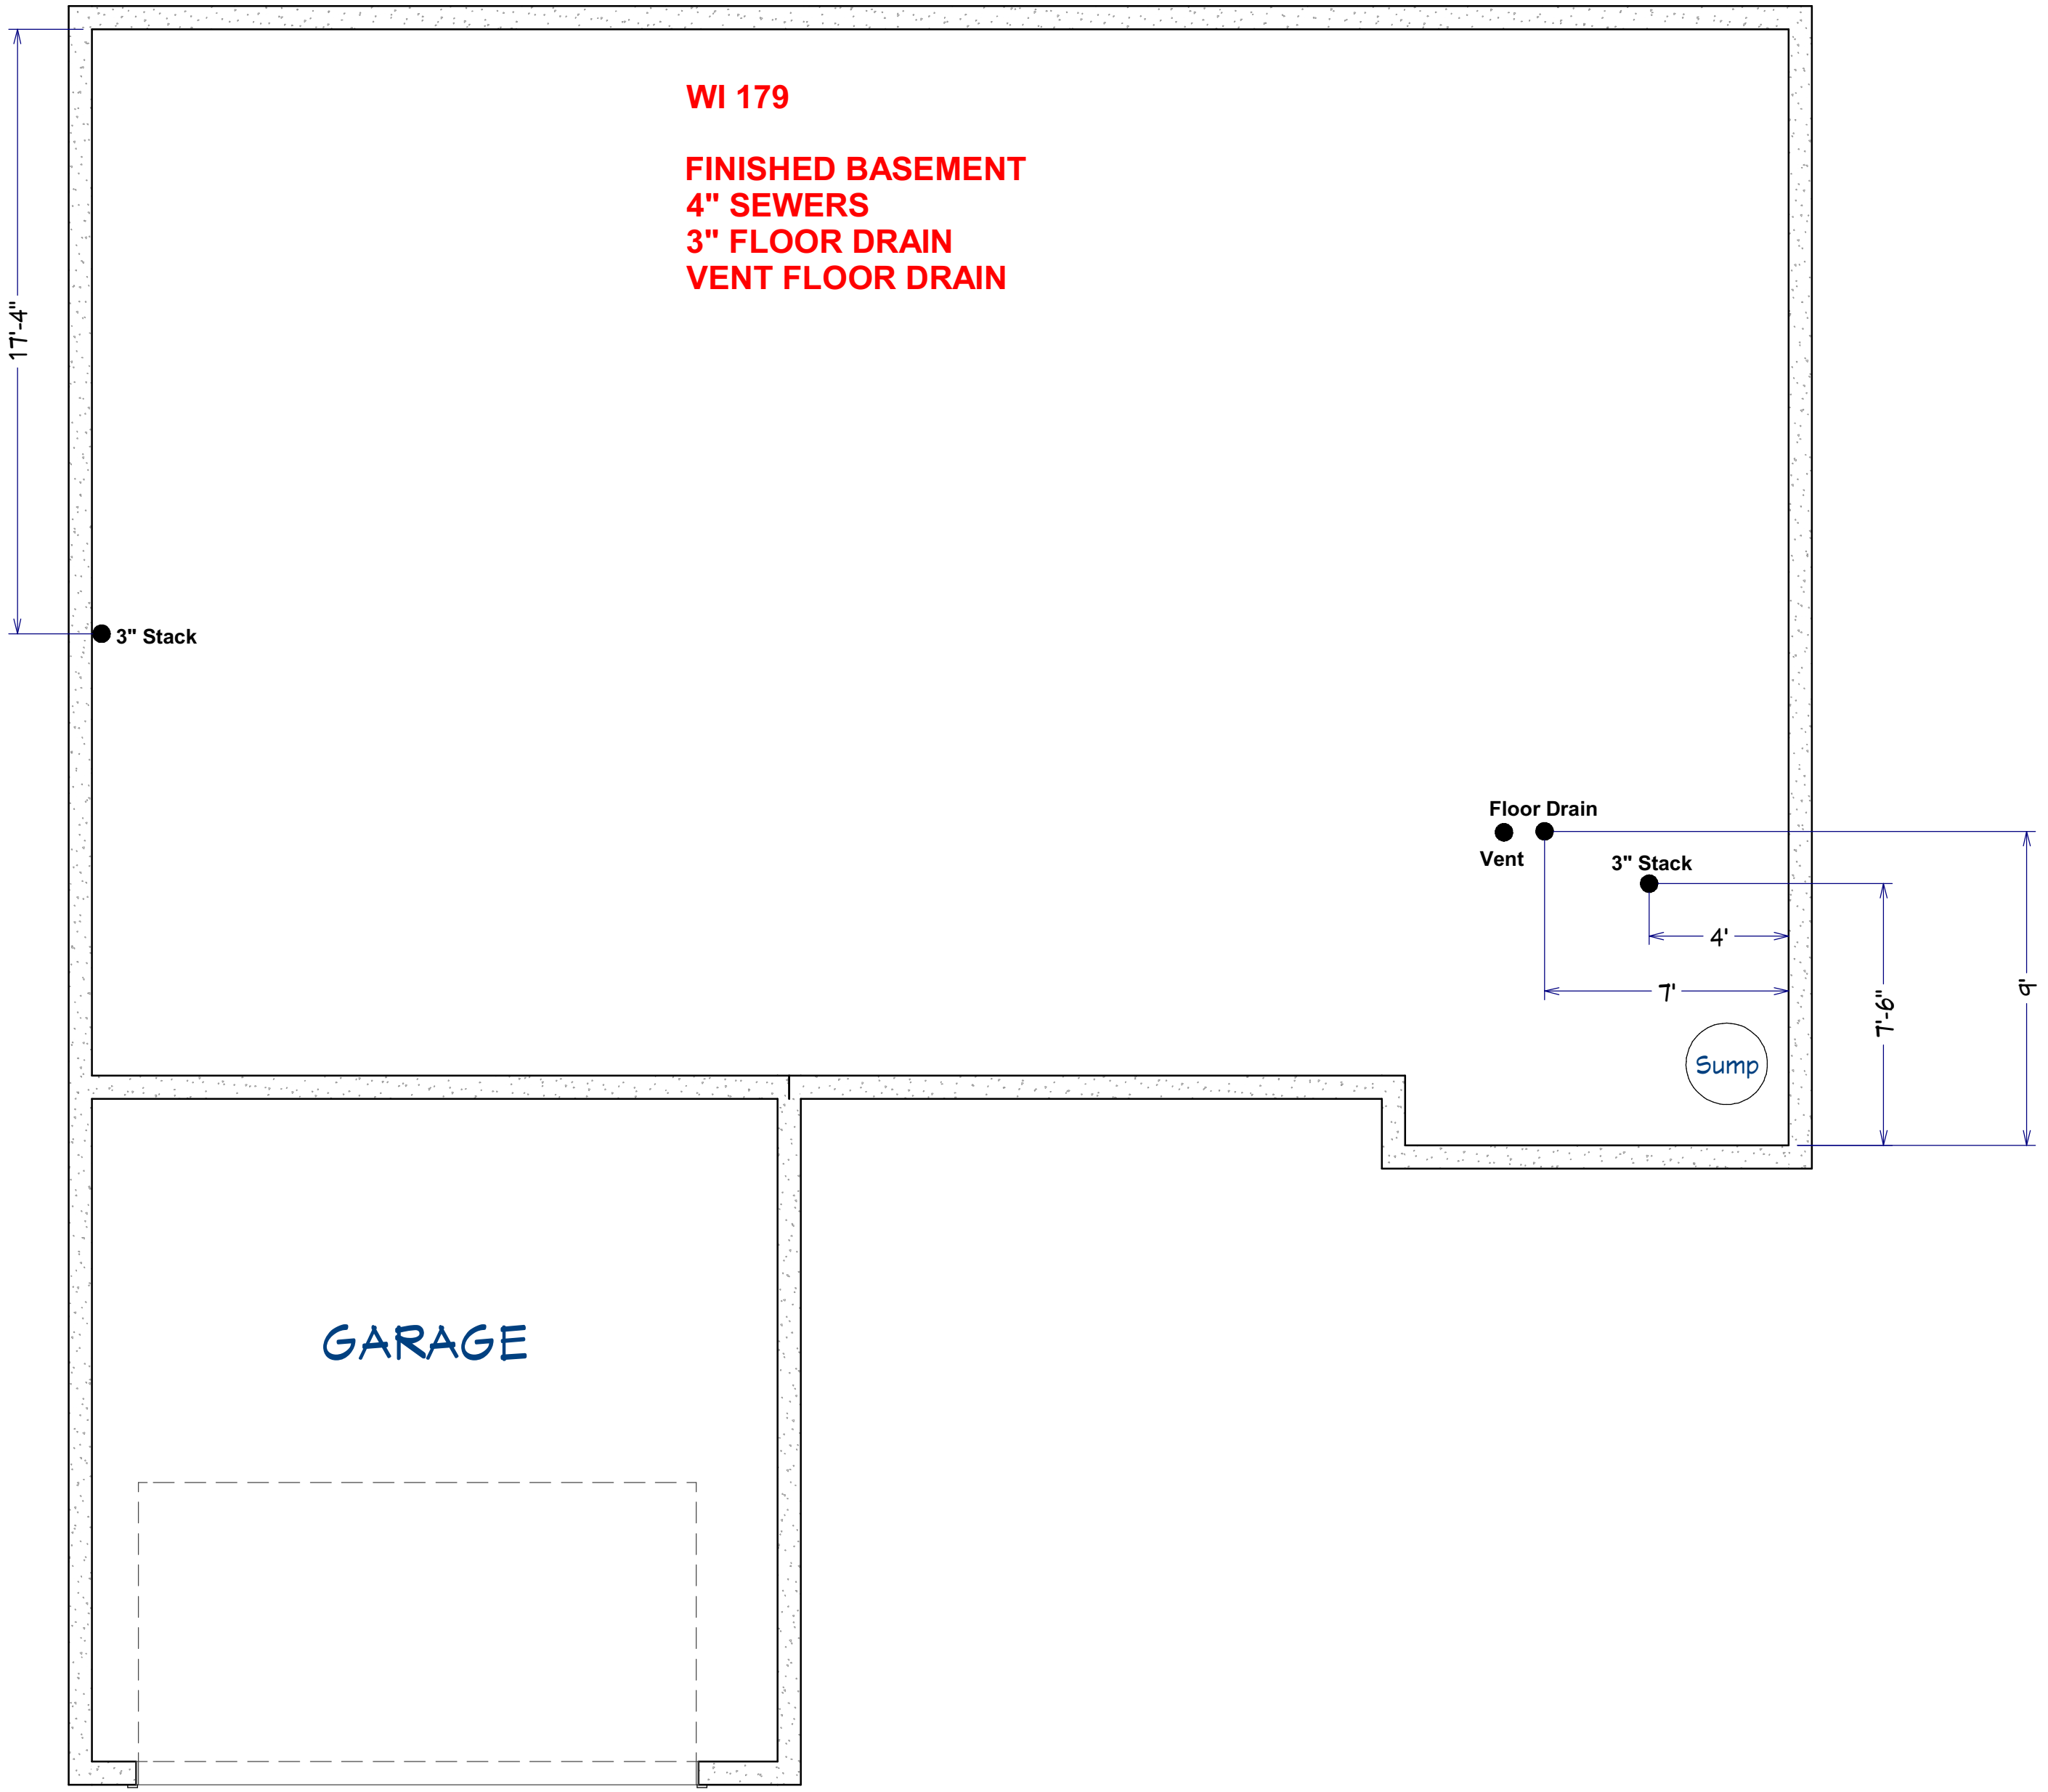 WI 179
FINISHED BASEMENT
4" SEWERS
3" FLOOR DRAIN
VENT FLOOR DRAIN
17'-4"
3" Stack
Floor Drain
Vent
3" Stack
4'
7'
7'-6"
9'
Sump
GARAGE